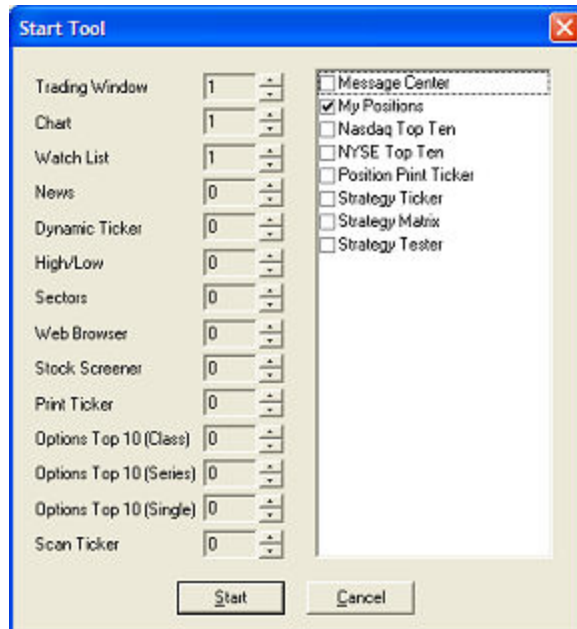 Start Tool
Trading Window 1
Chart 1
Watch List 1
News 0
Dynamic Ticker 0
High/Low 0
Sectors 0
Web Browser 0
Stock Screener 0
Print Ticker 0
Options Top 10 (Class) 0
Options Top 10 (Series) 0
Options Top 10 (Single) 0
Scan Ticker 0
Message Center
My Positions
Nasdaq Top Ten
NYSE Top Ten
Position Print Ticker
Strategy Ticker
Strategy Matrix
Strategy Tester
Start Cancel